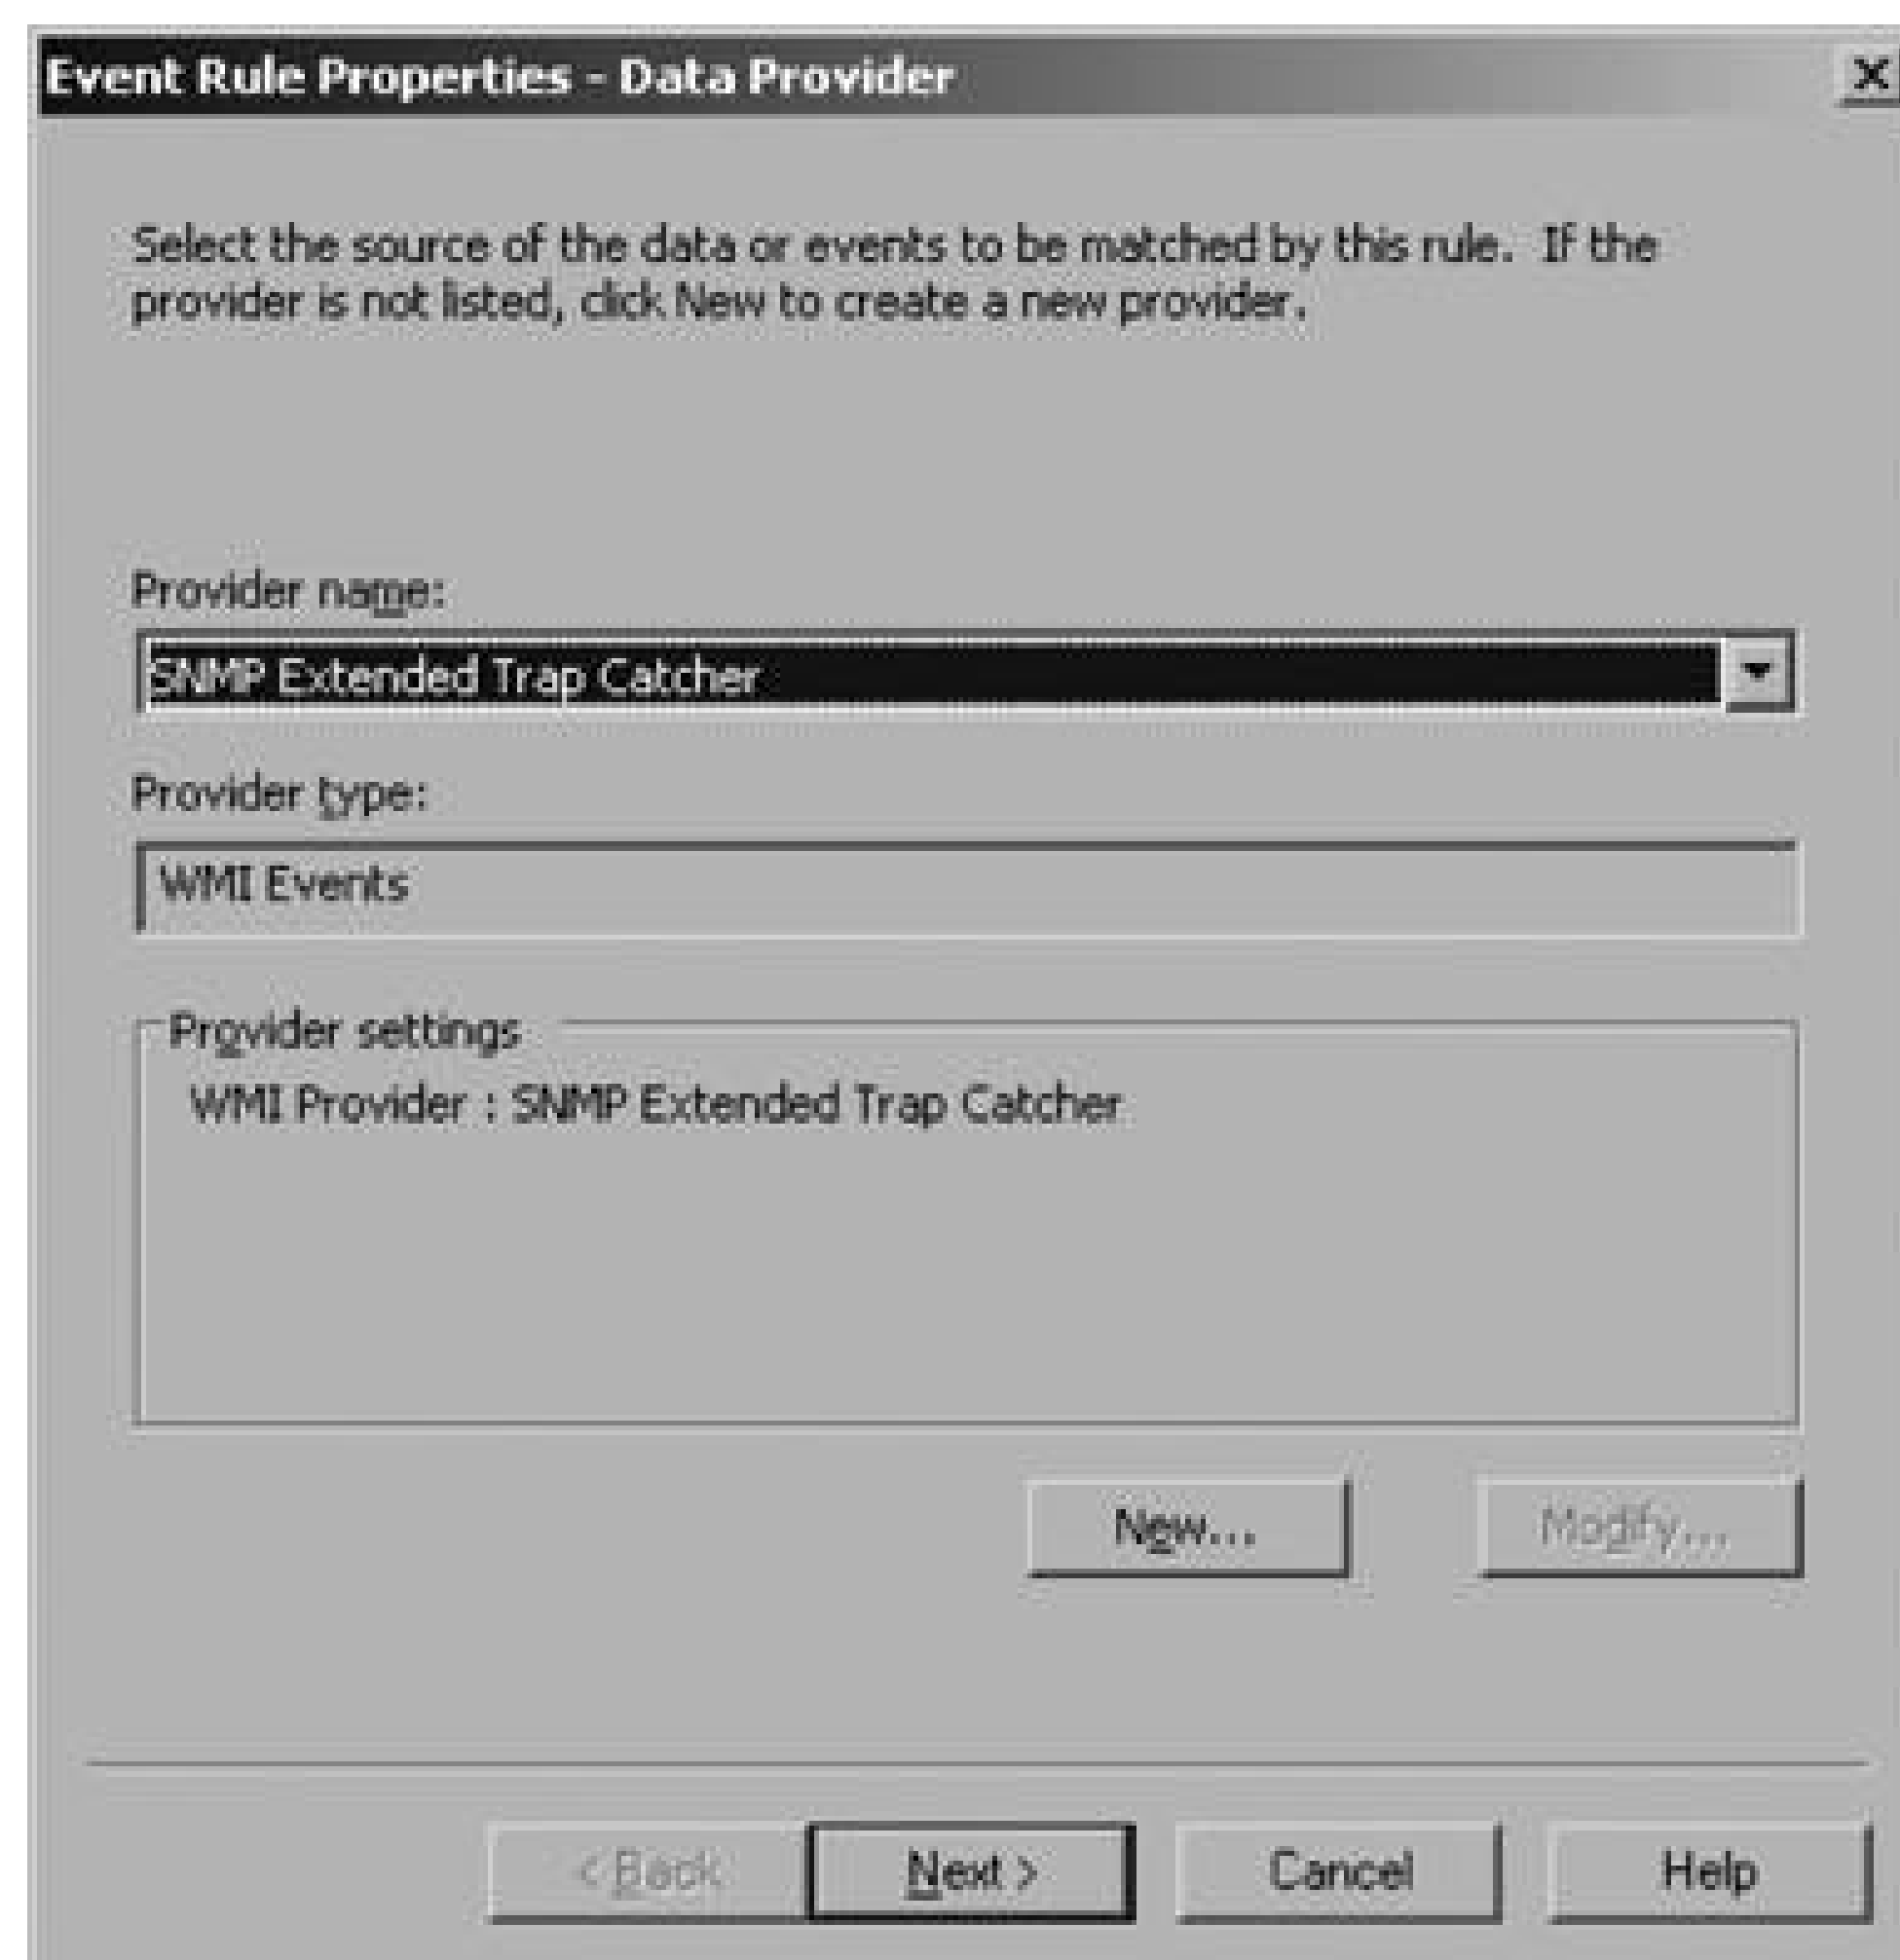 Event Rule Properties - Data Provider
Select the source of the data or events to be matched by this rule. If the
provider is not listed, click New to create a new provider.
Provider name:
SNMP Extended Trap Catcher
Provider type:
WMI Events
Provider settings
WMI Provider : SNMP Extended Trap Catcher
New... Modify...
< Back Next > Cancel Help